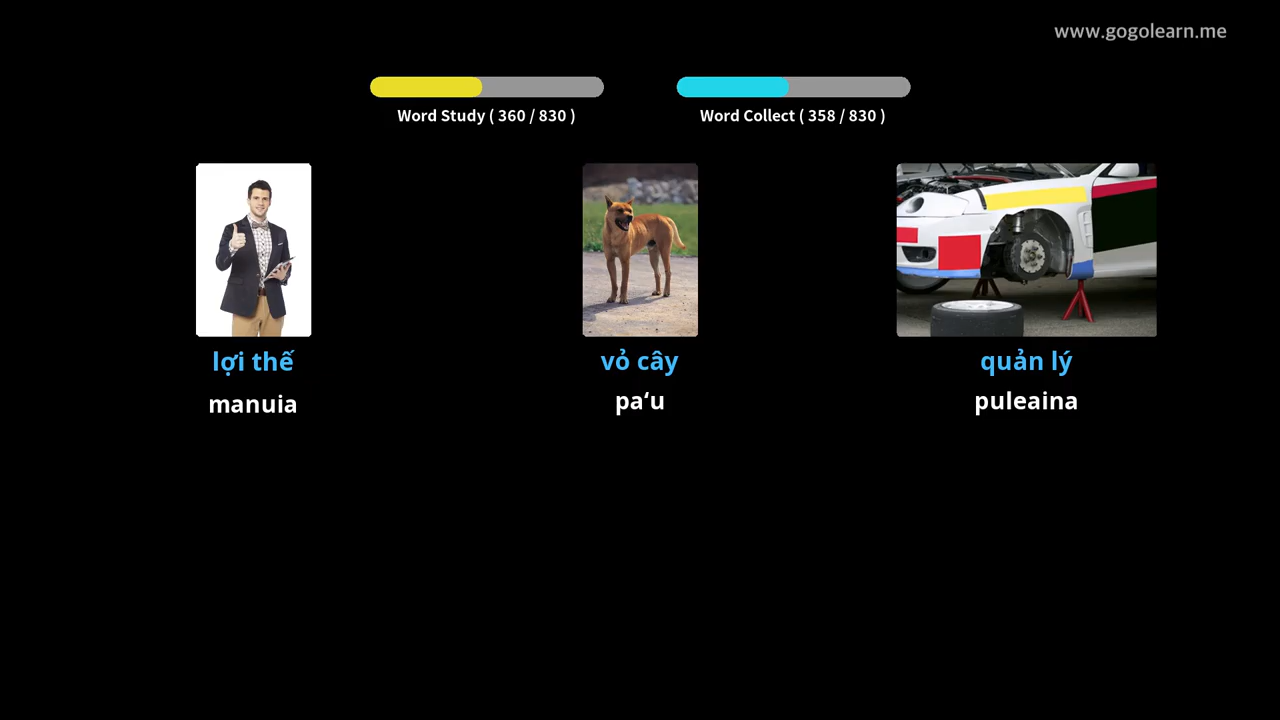 www.gogolearn.me
Word Study ( 360 / 830 )
Word Collect ( 358 / 830 )
lợi thế
manuia
vỏ cây
paʻu
quản lý
puleaina